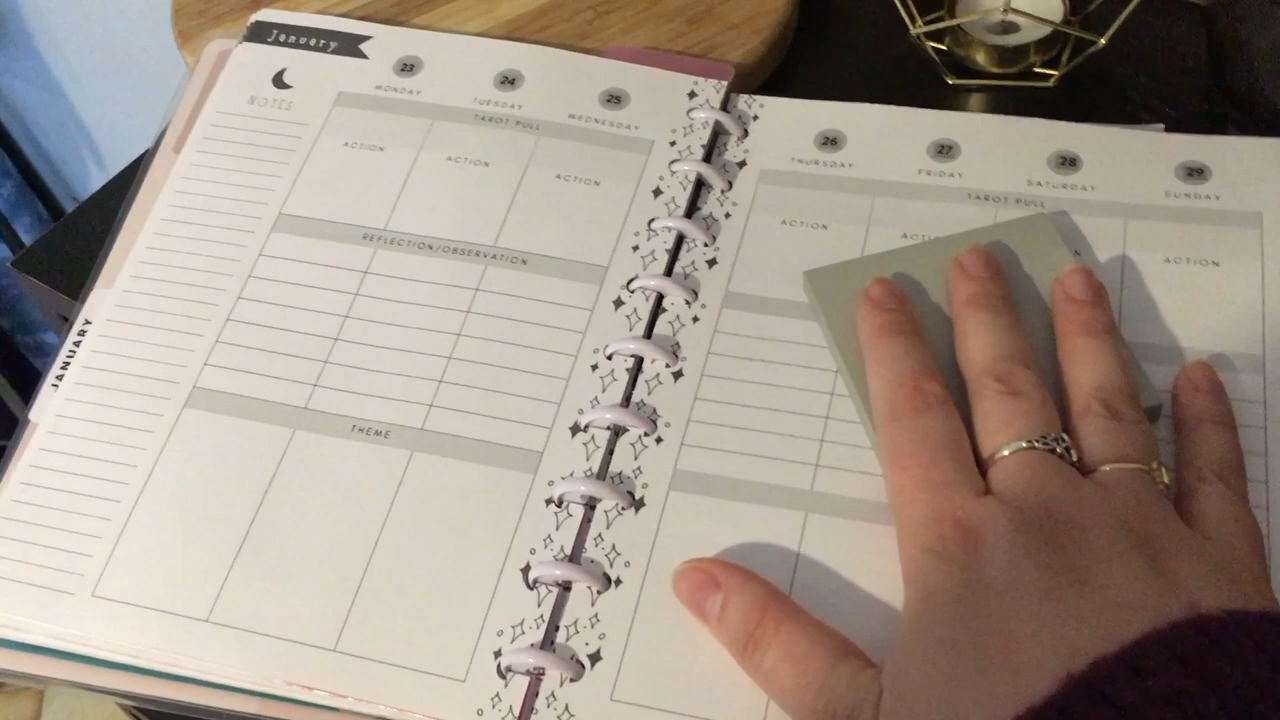 January
NOTES
JANUARY
23 24 25
MONDAY TUESDAY WEDNESDAY
TAROT PULL
ACTION ACTION ACTION
REFLECTION/OBSERVATION
THEME
26 27 28 29
THURSDAY FRIDAY SATURDAY SUNDAY
TAROT PULL
ACTION ACTI N ACTION